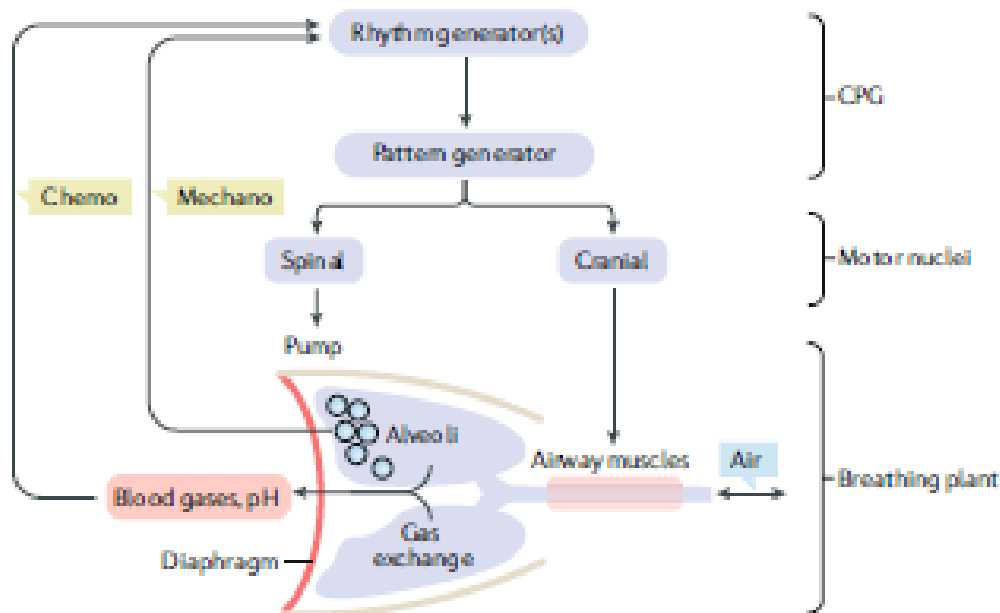 Rhythm generator(s)
CPG
Pattern generator
Chemo
Mechano
Spinal
Cranial
Motor nuclei
Pump
Alveoli
Airway muscles
Air
Breathing plant
Blood gases, pH
Gas
exchange
Diaphragm